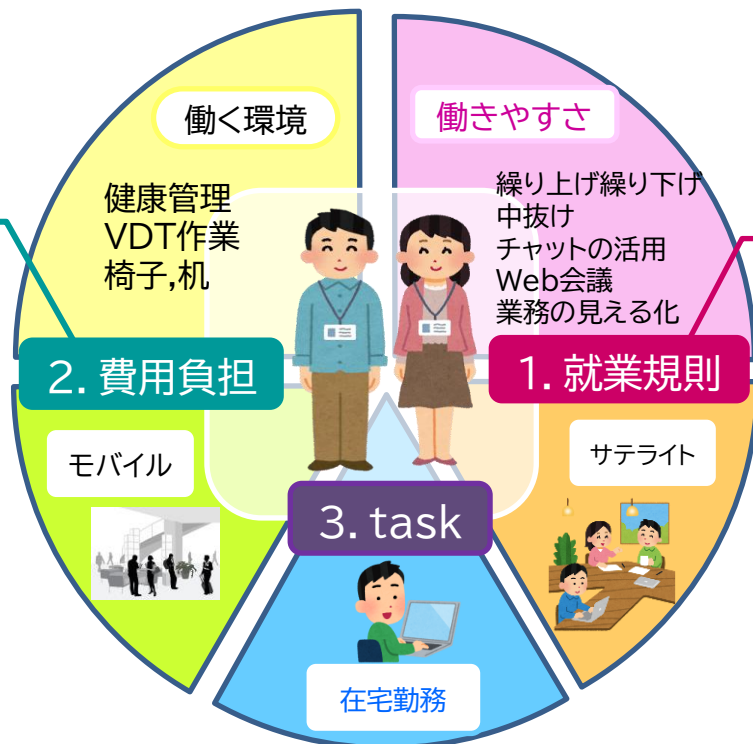 働く環境
健康管理
VDT作業
椅子,机
働きやすさ
繰り上げ繰り下げ
中抜け
チャットの活用
Web会議
業務の見える化
2. 費用負担
1. 就業規則
モバイル
サテライト
3. task
在宅勤務